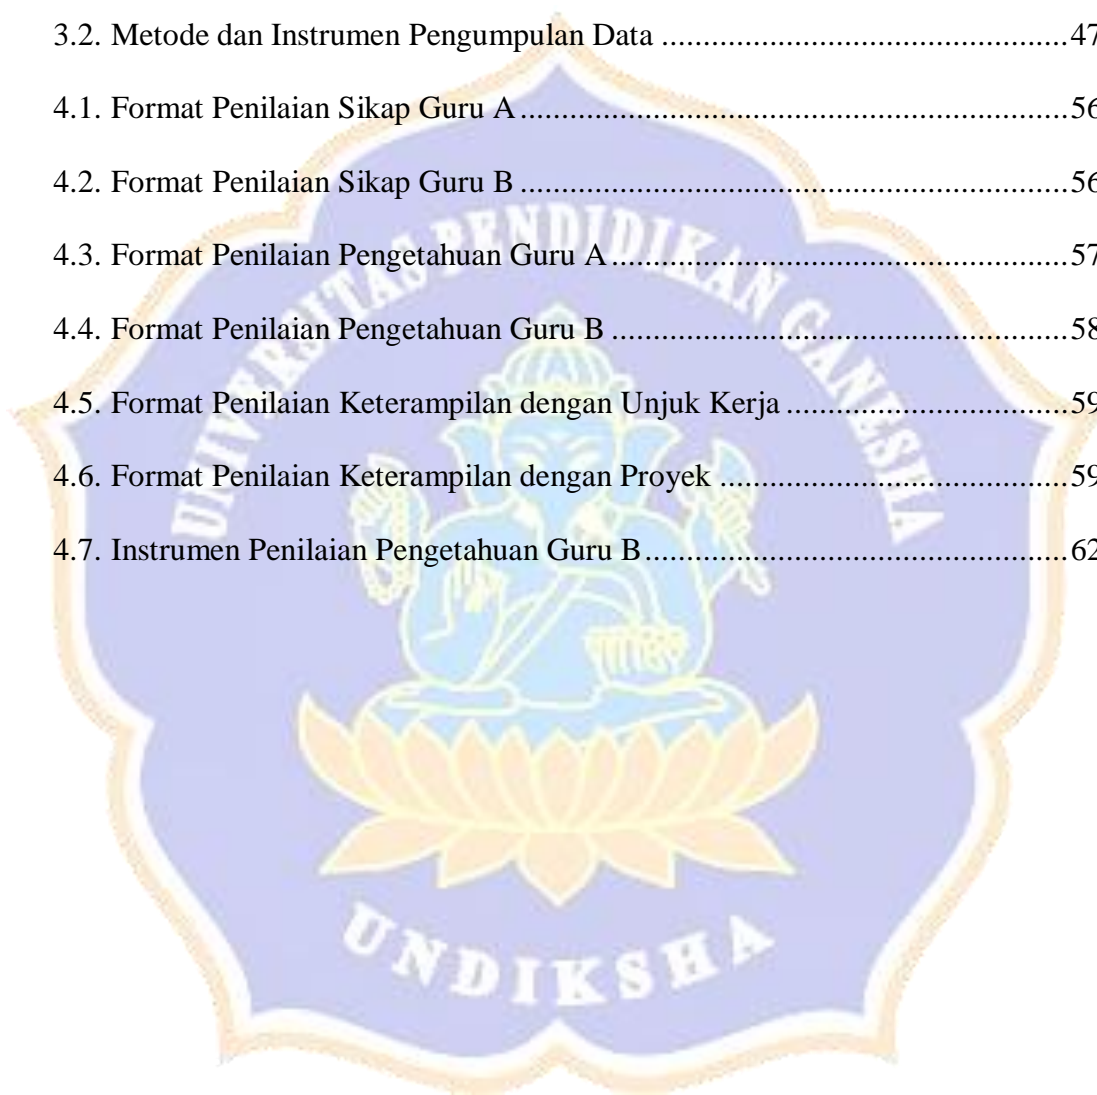 3.2. Metode dan Instrumen Pengumpulan Data ..................................................47
4.1. Format Penilaian Sikap Guru A....................................................................56
4.2. Format Penilaian Sikap Guru B ...................................................................56
4.3. Format Penilaian Pengetahuan Guru A.........................................................57
4.4. Format Penilaian Pengetahuan Guru B ........................................................58
4.5. Format Penilaian Keterampilan dengan Unjuk Kerja ...................................59
4.6. Format Penilaian Keterampilan dengan Proyek ...........................................59
4.7. Instrumen Penilaian Pengetahuan Guru B....................................................62
UNIVERSITAS PENDIDIKAN GANESHA
UNDIKSHA